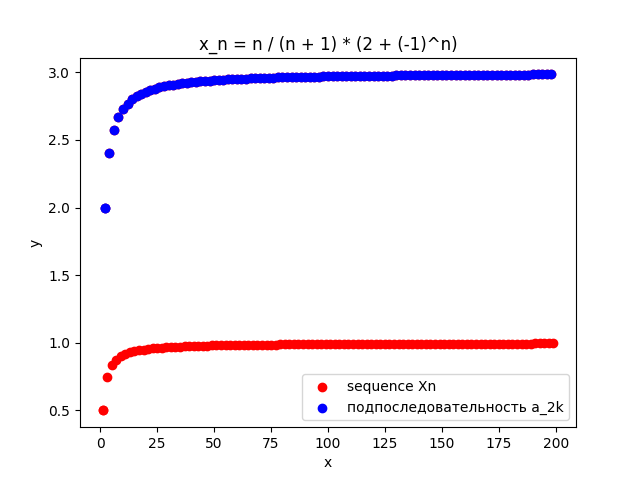 x_n = n / (n + 1) * (2 + (-1)^n)
3.0
2.5
2.0
1.5
1.0
0.5
y
sequence Xn
подпоследовательность a_2k
0 25 50 75 100 125 150 175 200
x